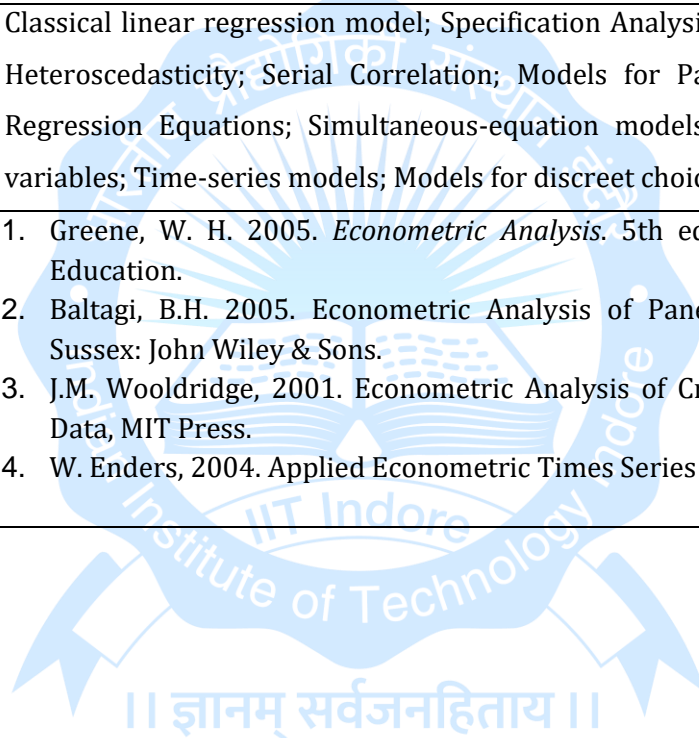 Classical linear regression model; Specification Analysi
Heteroscedasticity; Serial Correlation; Models for Pa
Regression Equations; Simultaneous-equation models
variables; Time-series models; Models for discreet choic
1. Greene, W. H. 2005. Econometric Analysis. 5th ed
Education.
2. Baltagi, B.H. 2005. Econometric Analysis of Pane
Sussex: John Wiley & Sons.
3. J.M. Wooldridge, 2001. Econometric Analysis of Cr
Data, MIT Press.
4. W. Enders, 2004. Applied Econometric Times Series
भारतीय प्रौद्योगिकी संस्थान इंदौर
Indian Institute of Technology Indore
IIT Indore
।। ज्ञानम् सर्वजनहिताय ।।